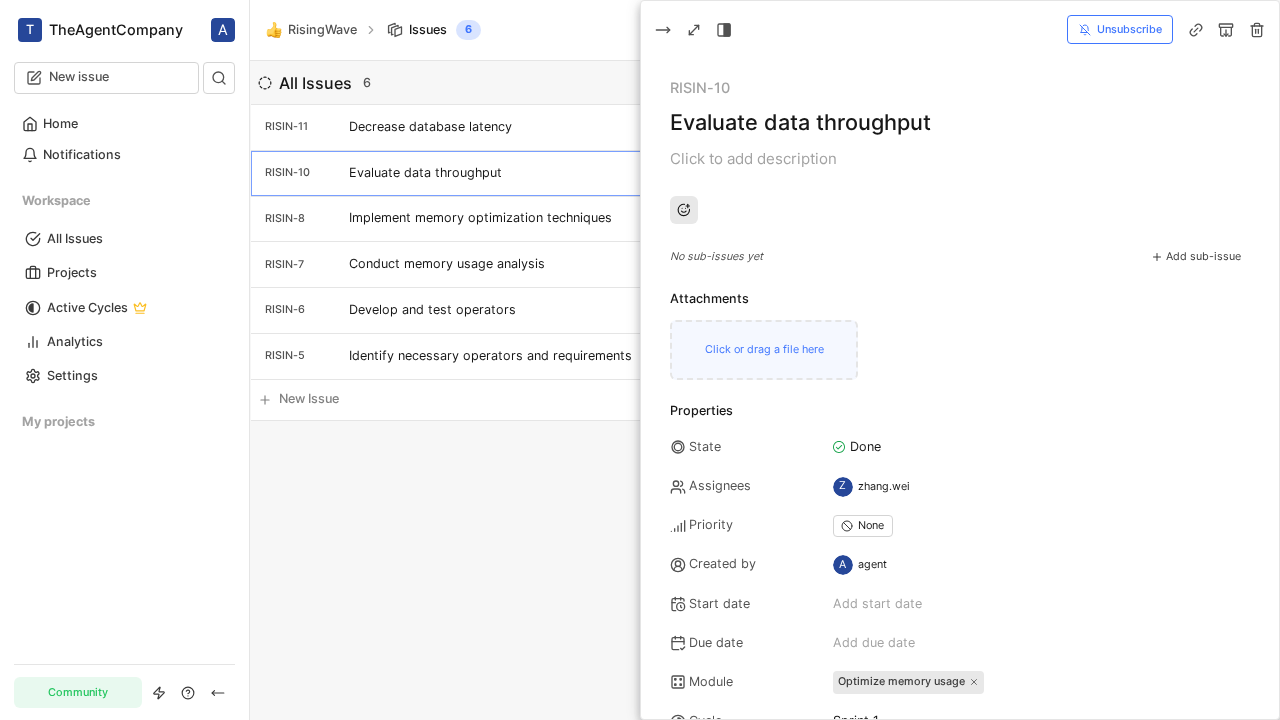 T TheAgentCompany A
New issue
Home
Notifications
Workspace
All Issues
Projects
Active Cycles
Analytics
Settings
My projects
Community
RisingWave Issues 6
All Issues 6
RISIN-11 Decrease database latency
RISIN-10 Evaluate data throughput
RISIN-8 Implement memory optimization techniques
RISIN-7 Conduct memory usage analysis
RISIN-6 Develop and test operators
RISIN-5 Identify necessary operators and requirements
New Issue
Unsubscribe
RISIN-10
Evaluate data throughput
Click to add description
No sub-issues yet
Add sub-issue
Attachments
Click or drag a file here
Properties
State Done
Assignees Z zhang.wei
Priority None
Created by A agent
Start date Add start date
Due date Add due date
Module Optimize memory usage
Cycle Sprint-1